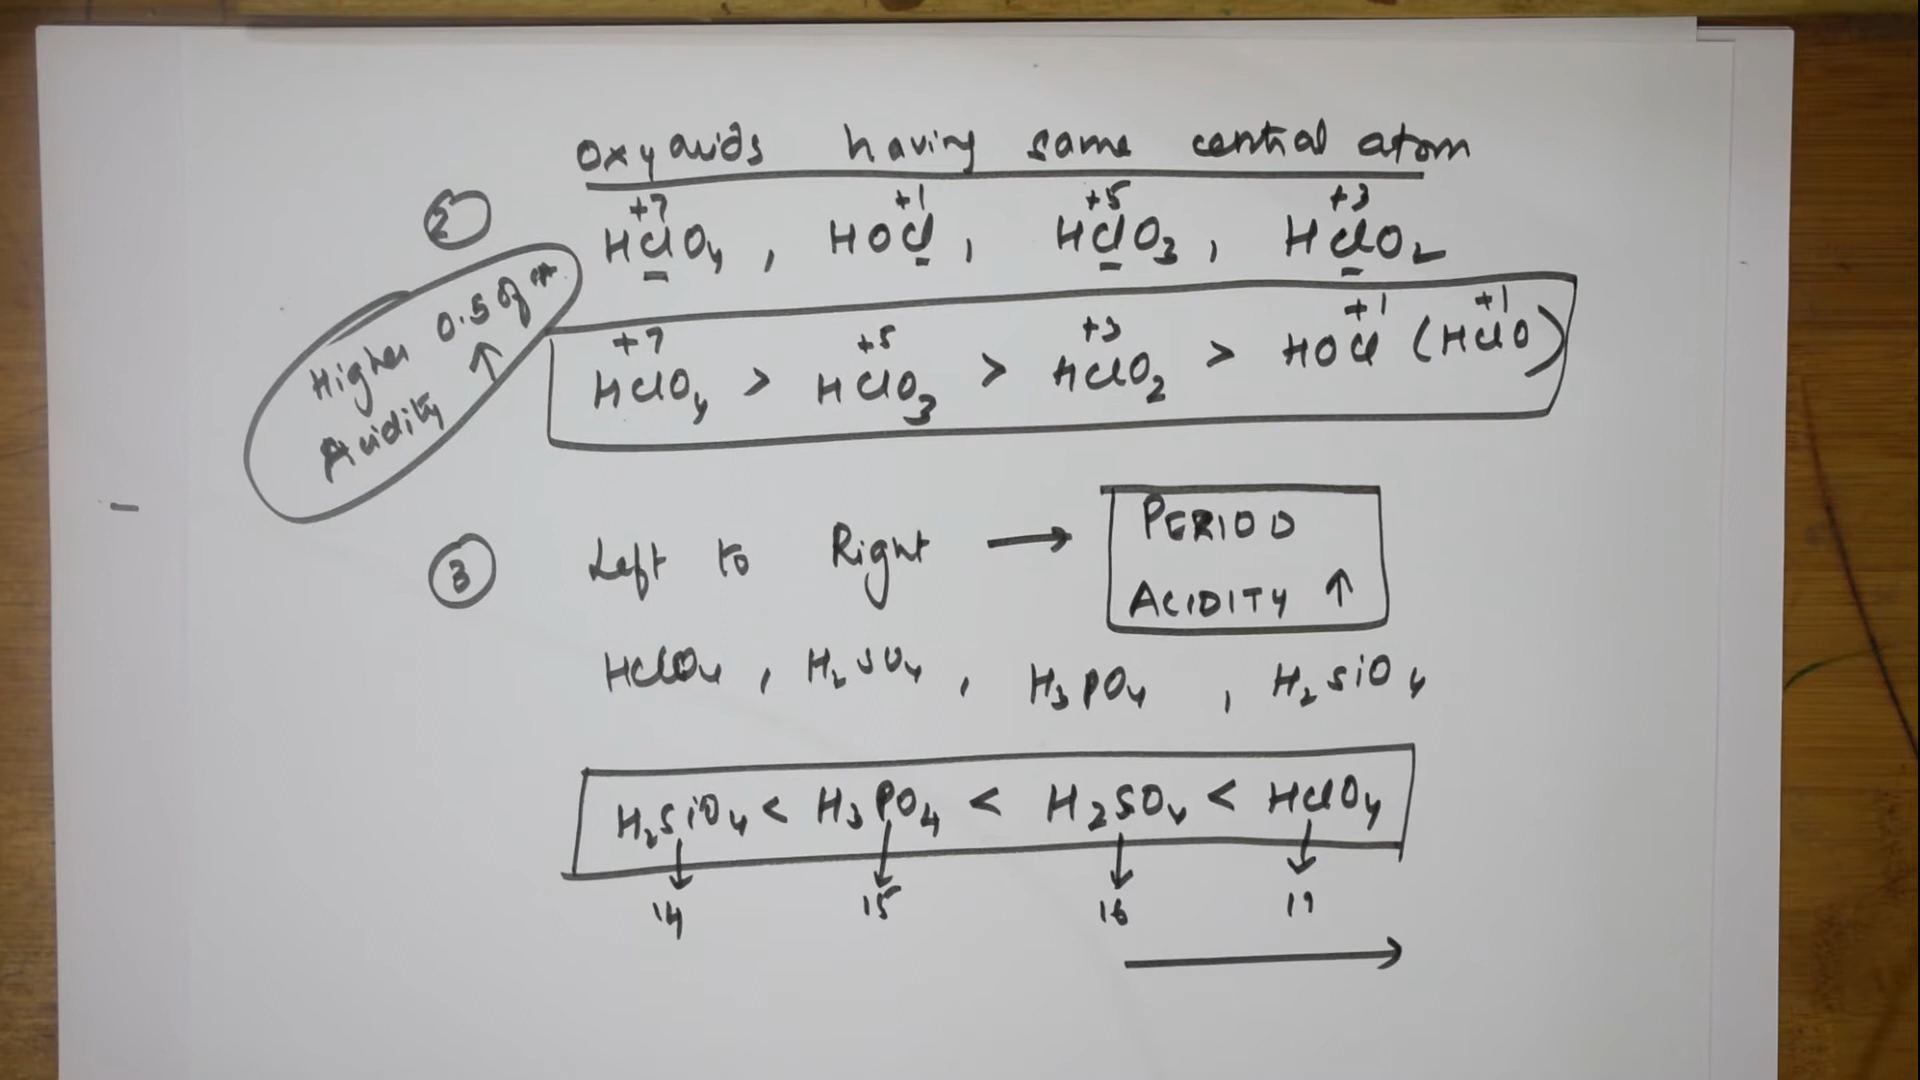 oxyacids having same central atom
2
+7 +1 +5 +3
HClO4 , HOCl , HClO3 , HClO2
Higher 0.5 of
Acidity ↑
+7 +5 +3 +1 +1
HClO4 > HClO3 > HClO2 > HOCl (HClO)
3 Left to Right → PERIOD
ACIDITY ↑
HClO4 , H2SO4 , H3PO4 , H2SiO4
H2SiO4 < H3PO4 < H2SO4 < HClO4
14 15 16 17